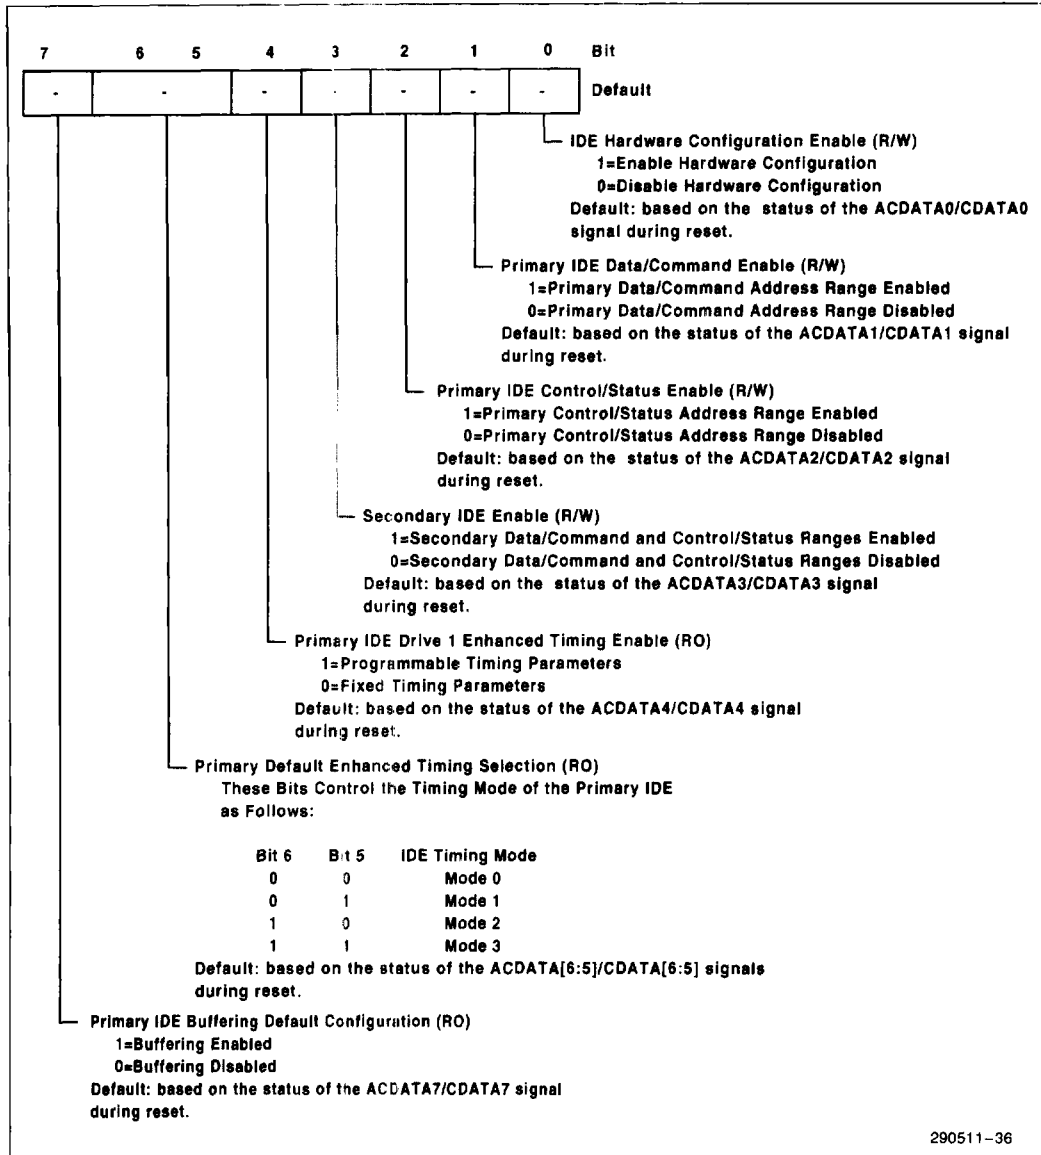 7 6 5 4 3 2 1 0 Bit
- - - - - - - Default
IDE Hardware Configuration Enable (R/W)
1=Enable Hardware Configuration
0=Disable Hardware Configuration
Default: based on the status of the ACDATA0/CDATA0
signal during reset.
Primary IDE Data/Command Enable (R/W)
1=Primary Data/Command Address Range Enabled
0=Primary Data/Command Address Range Disabled
Default: based on the status of the ACDATA1/CDATA1 signal
during reset.
Primary IDE Control/Status Enable (R/W)
1=Primary Control/Status Address Range Enabled
0=Primary Control/Status Address Range Disabled
Default: based on the status of the ACDATA2/CDATA2 signal
during reset.
Secondary IDE Enable (R/W)
1=Secondary Data/Command and Control/Status Ranges Enabled
0=Secondary Data/Command and Control/Status Ranges Disabled
Default: based on the status of the ACDATA3/CDATA3 signal
during reset.
Primary IDE Drive 1 Enhanced Timing Enable (RO)
1=Programmable Timing Parameters
0=Fixed Timing Parameters
Default: based on the status of the ACDATA4/CDATA4 signal
during reset.
Primary Default Enhanced Timing Selection (RO)
These Bits Control the Timing Mode of the Primary IDE
as Follows:
Bit 6 Bit 5 IDE Timing Mode
0 0 Mode 0
0 1 Mode 1
1 0 Mode 2
1 1 Mode 3
Default: based on the status of the ACDATA[6:5]/CDATA[6:5] signals
during reset.
Primary IDE Buffering Default Configuration (RO)
1=Buffering Enabled
0=Buffering Disabled
Default: based on the status of the ACDATA7/CDATA7 signal
during reset.
290511-36